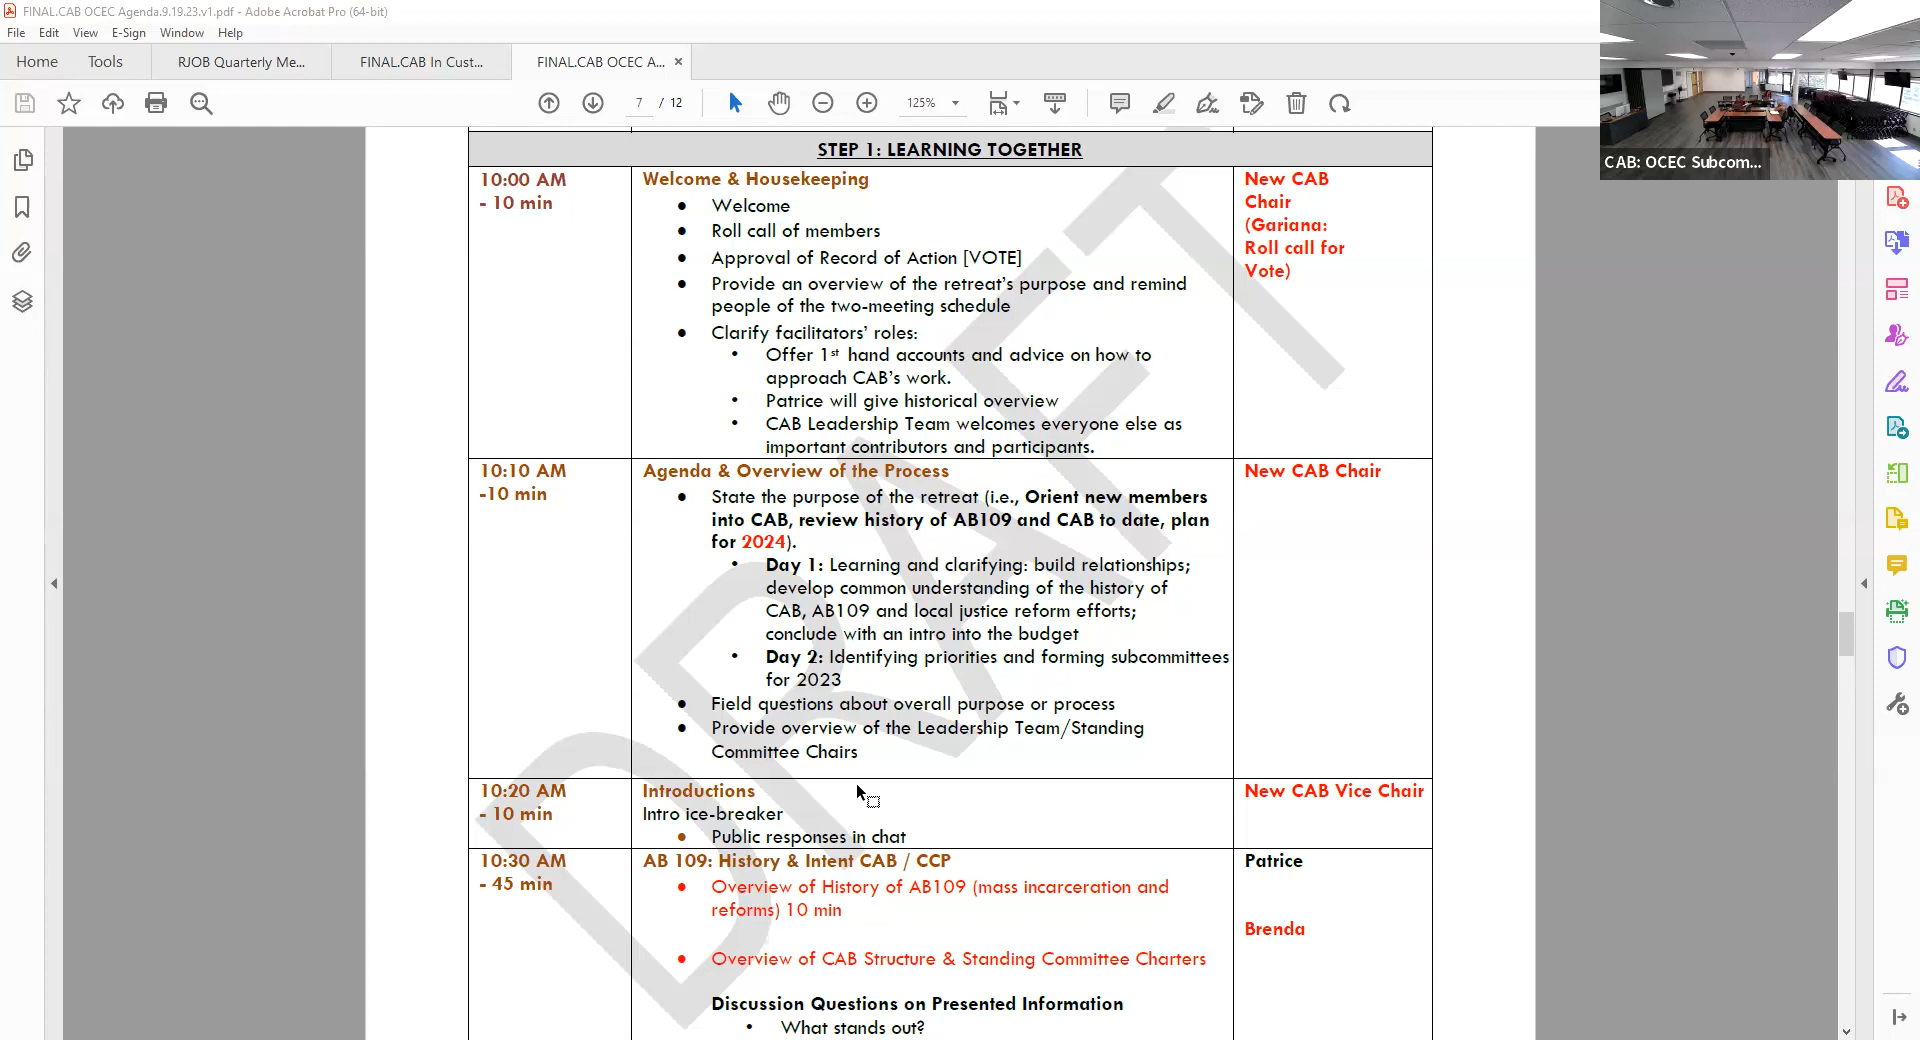 FINAL.CAB OCEC Agenda.9.19.23.v1.pdf - Adobe Acrobat Pro (64-bit)
File Edit View E-Sign Window Help
Home Tools RJOB Quarterly Me... FINAL.CAB In Cust... FINAL.CAB OCEC A... ×
7 / 12 125%
CAB: OCEC Subcom...
STEP 1: LEARNING TOGETHER
10:00 AM
- 10 min
Welcome & Housekeeping
● Welcome
● Roll call of members
● Approval of Record of Action [VOTE]
● Provide an overview of the retreat's purpose and remind
people of the two-meeting schedule
● Clarify facilitators' roles:
• Offer 1st hand accounts and advice on how to
approach CAB's work.
• Patrice will give historical overview
• CAB Leadership Team welcomes everyone else as
important contributors and participants.
New CAB
Chair
(Gariana:
Roll call for
Vote)
10:10 AM
-10 min
Agenda & Overview of the Process
● State the purpose of the retreat (i.e., Orient new members
into CAB, review history of AB109 and CAB to date, plan
for 2024).
• Day 1: Learning and clarifying: build relationships;
develop common understanding of the history of
CAB, AB109 and local justice reform efforts;
conclude with an intro into the budget
• Day 2: Identifying priorities and forming subcommittees
for 2023
● Field questions about overall purpose or process
● Provide overview of the Leadership Team/Standing
Committee Chairs
New CAB Chair
10:20 AM
- 10 min
Introductions
Intro ice-breaker
● Public responses in chat
New CAB Vice Chair
10:30 AM
- 45 min
AB 109: History & Intent CAB / CCP
● Overview of History of AB109 (mass incarceration and
reforms) 10 min
● Overview of CAB Structure & Standing Committee Charters
Discussion Questions on Presented Information
• What stands out?
Patrice
Brenda
DRAFT